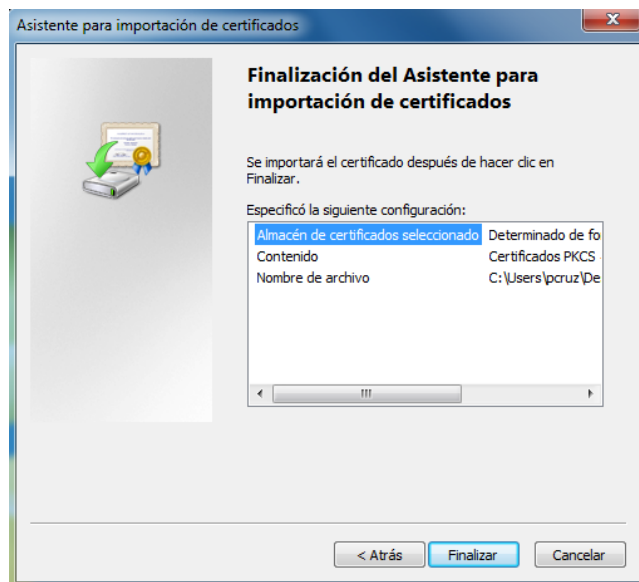 Asistente para importación de certificados
Finalización del Asistente para
importación de certificados
Se importará el certificado después de hacer clic en
Finalizar.
Especificó la siguiente configuración:
Almacén de certificados seleccionado Determinado de fo
Contenido Certificados PKCS
Nombre de archivo C:\Users\pcruz\De
< Atrás Finalizar Cancelar